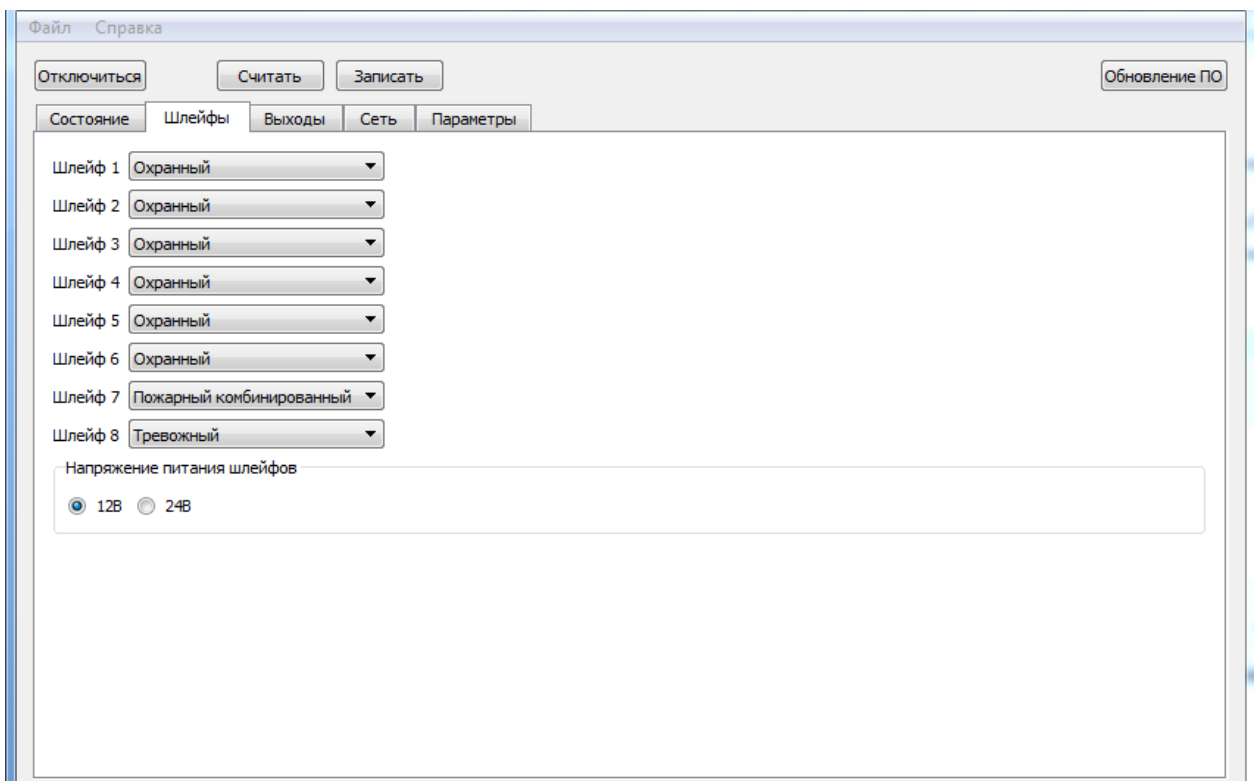 Файл Справка
Отключиться Считать Записать Обновление ПО
Состояние Шлейфы Выходы Сеть Параметры
Шлейф 1 Охранный
Шлейф 2 Охранный
Шлейф 3 Охранный
Шлейф 4 Охранный
Шлейф 5 Охранный
Шлейф 6 Охранный
Шлейф 7 Пожарный комбинированный
Шлейф 8 Тревожный
Напряжение питания шлейфов
12В 24В